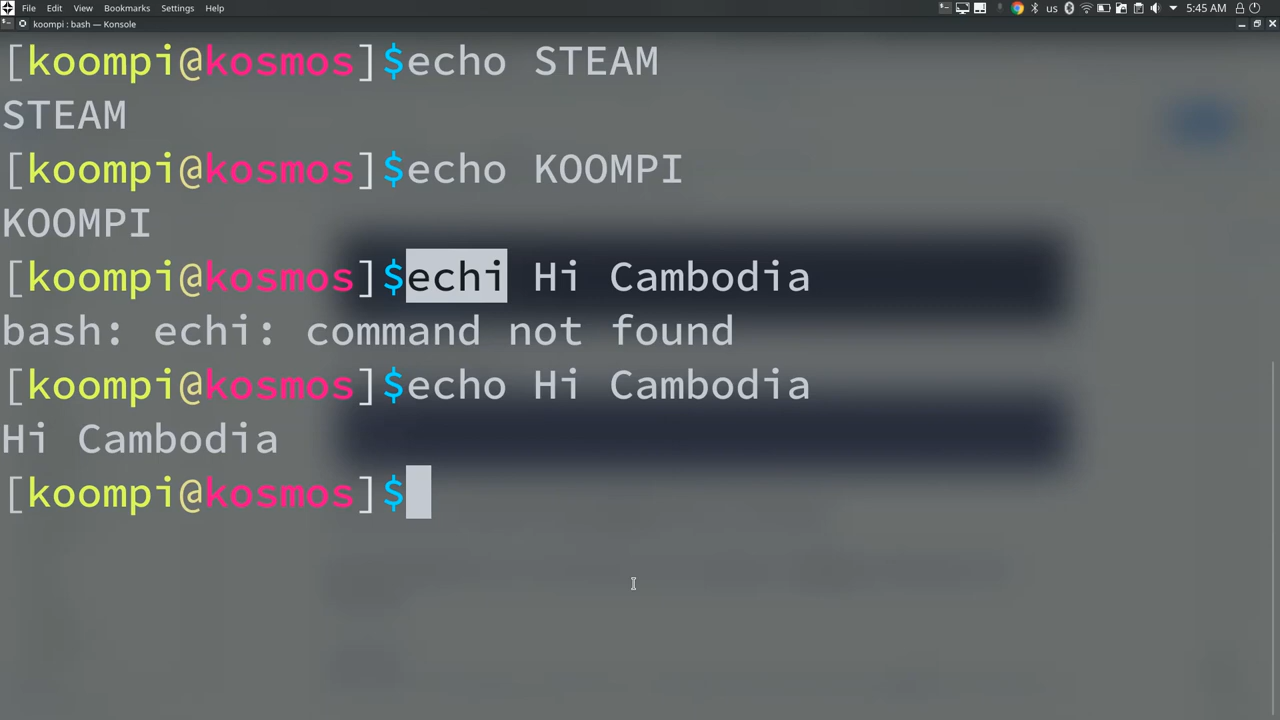 File Edit View Bookmarks Settings Help us 5:45 AM
koompi : bash — Konsole
[koompi@kosmos]$echo STEAM
STEAM
[koompi@kosmos]$echo KOOMPI
KOOMPI
[koompi@kosmos]$echi Hi Cambodia
bash: echi: command not found
[koompi@kosmos]$echo Hi Cambodia
Hi Cambodia
[koompi@kosmos]$